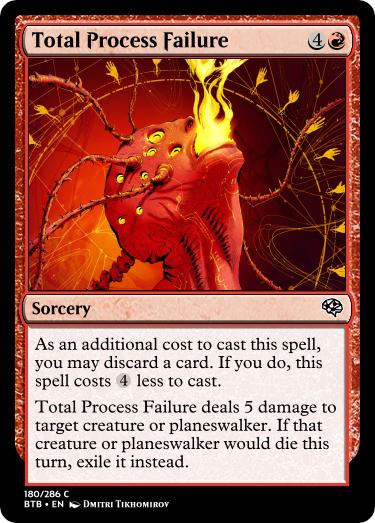 Total Process Failure 4
Sorcery
As an additional cost to cast this spell,
you may discard a card. If you do, this
spell costs 4 less to cast.
Total Process Failure deals 5 damage to
target creature or planeswalker. If that
creature or planeswalker would die this
turn, exile it instead.
180/286 C
BTB • EN Dmitri Tikhomirov